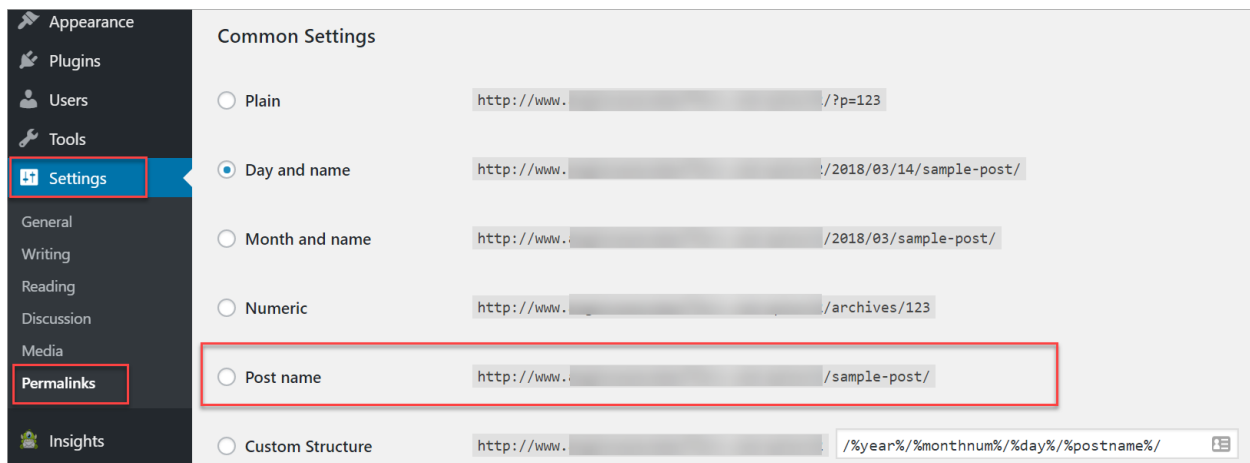 Appearance
Plugins
Users
Tools
Settings
General
Writing
Reading
Discussion
Media
Permalinks
Insights
Common Settings
Plain http://www. /?p=123
Day and name http://www. /2018/03/14/sample-post/
Month and name http://www. /2018/03/sample-post/
Numeric http://www. /archives/123
Post name http://www. /sample-post/
Custom Structure http://www. /%year%/%monthnum%/%day%/%postname%/